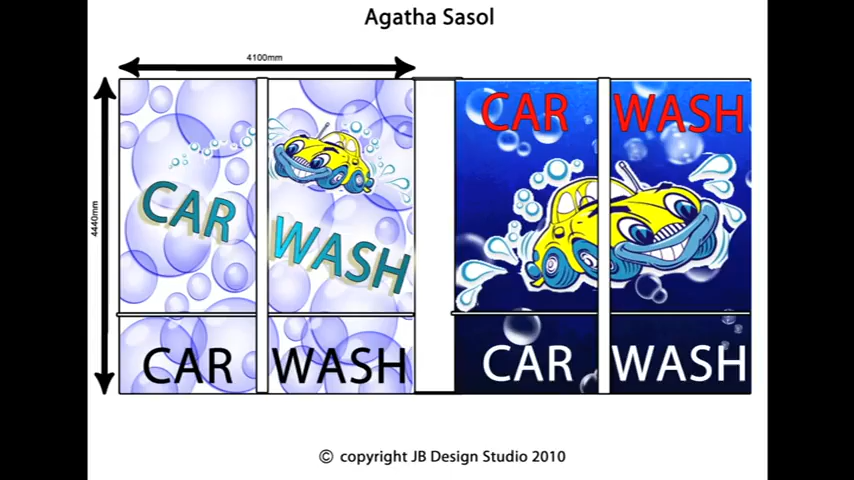 Agatha Sasol
4100mm
4440mm
CAR WASH
CAR WASH
CAR WASH
CAR WASH
© copyright JB Design Studio 2010